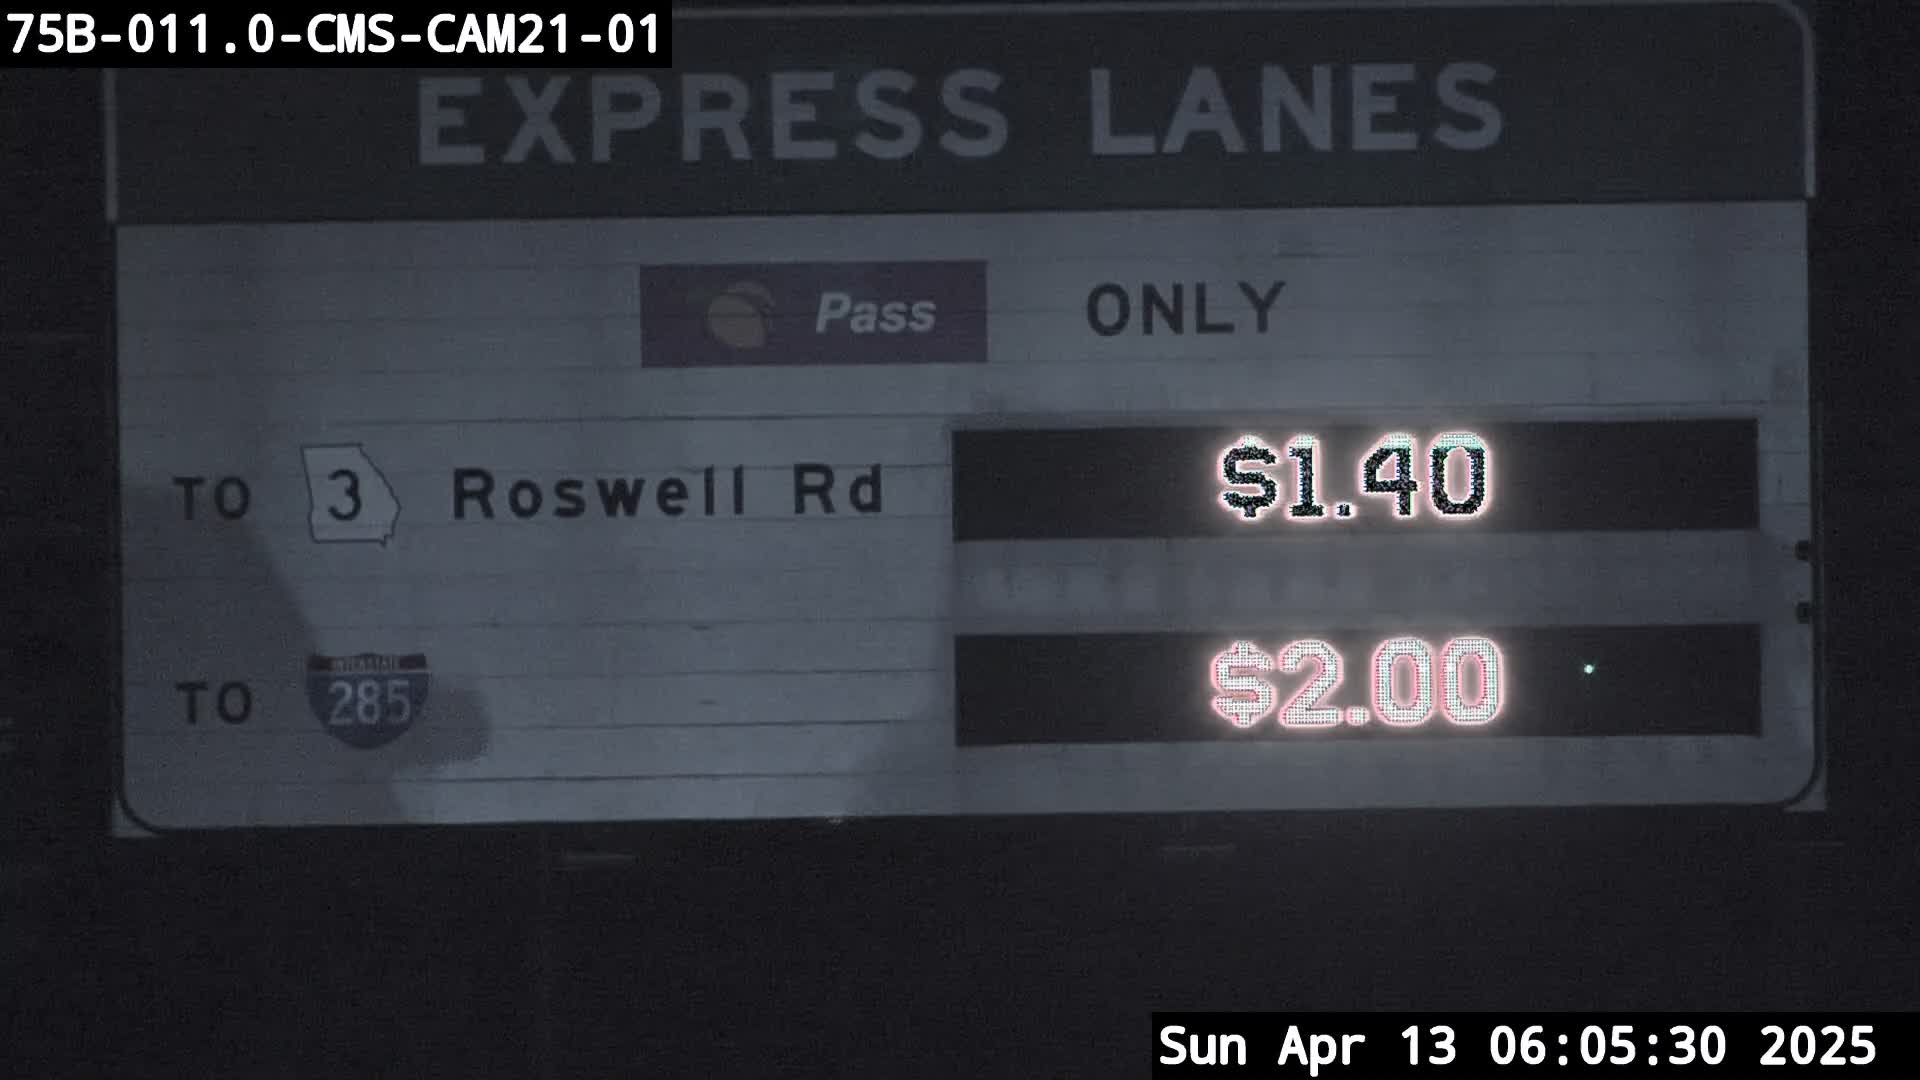 75B-011.0-CMS-CAM21-01
EXPRESS LANES
Pass ONLY
TO 3 Roswell Rd $1.40
INTERSTATE
TO 285 $2.00
Sun Apr 13 06:05:30 2025